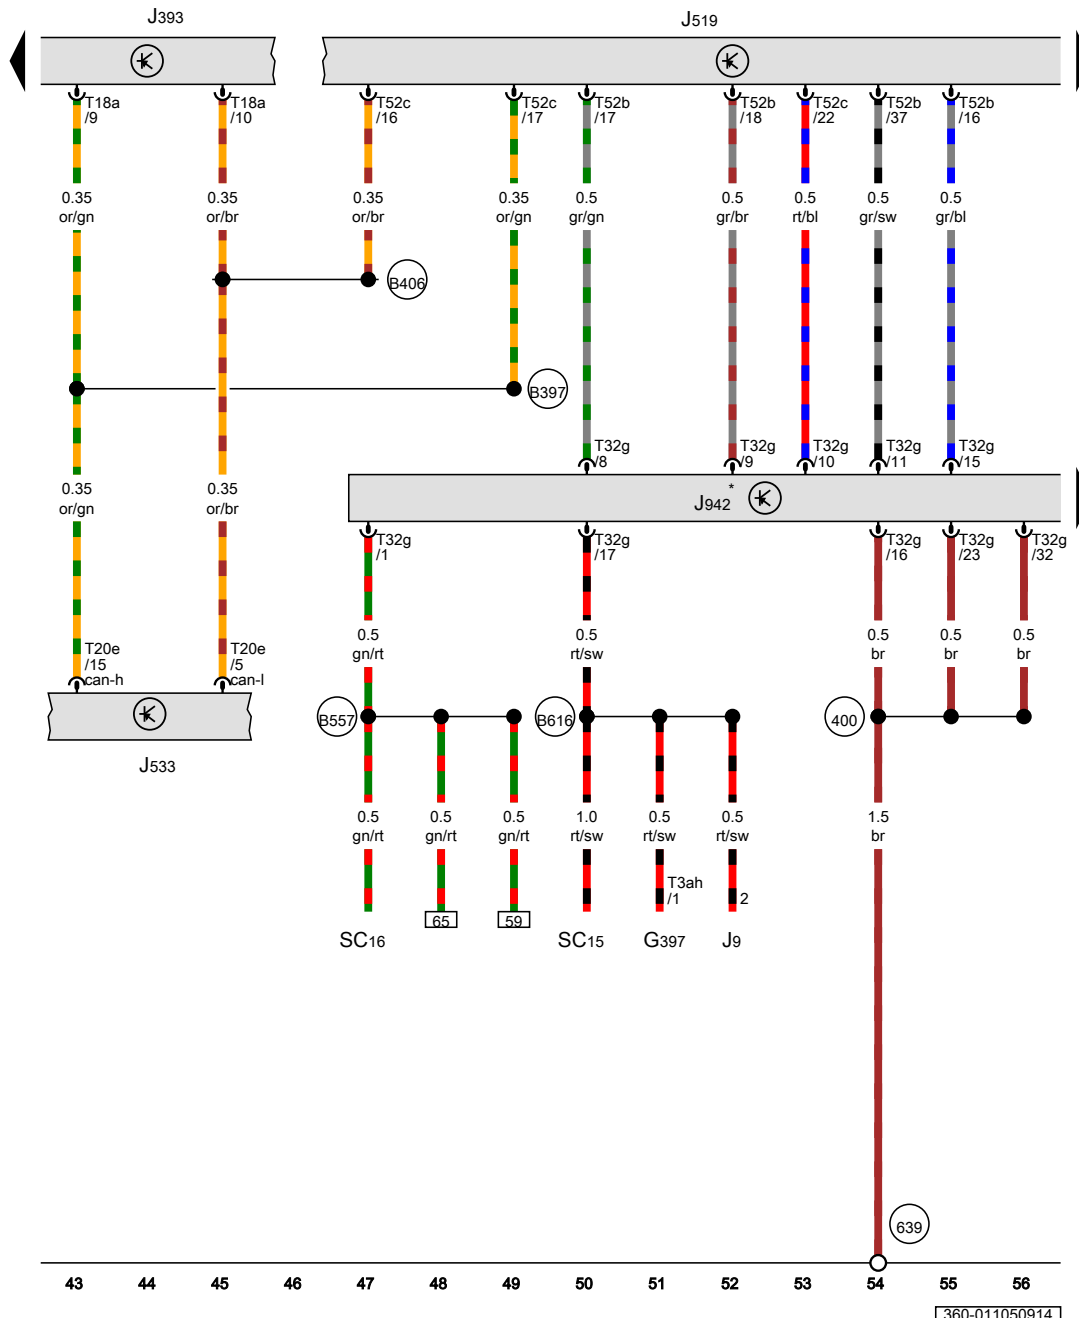 J393
J519
T18a
/9
T18a
/10
T52c
/16
T52c
/17
T52b
/17
T52b
/18
T52c
/22
T52b
/37
T52b
/16
0.35
or/gn
0.35
or/br
0.35
or/br
0.35
or/gn
0.5
gr/gn
0.5
gr/br
0.5
rt/bl
0.5
gr/sw
0.5
gr/bl
B406
B397
T32g
/8
T32g
/9
T32g
/10
T32g
/11
T32g
/15
0.35
or/gn
0.35
or/br
J942
*
T32g
/1
T32g
/17
T32g
/16
T32g
/23
T32g
/32
T20e
/15
can-h
T20e
/5
can-l
0.5
gn/rt
0.5
rt/sw
0.5
br
0.5
br
0.5
br
J533
B557
B616
400
0.5
gn/rt
0.5
gn/rt
0.5
gn/rt
1.0
rt/sw
0.5
rt/sw
0.5
rt/sw
1.5
br
T3ah
/1
2
65
59
SC16
SC15
G397
J9
639
43 44 45 46 47 48 49 50 51 52 53 54 55 56
360-011050914